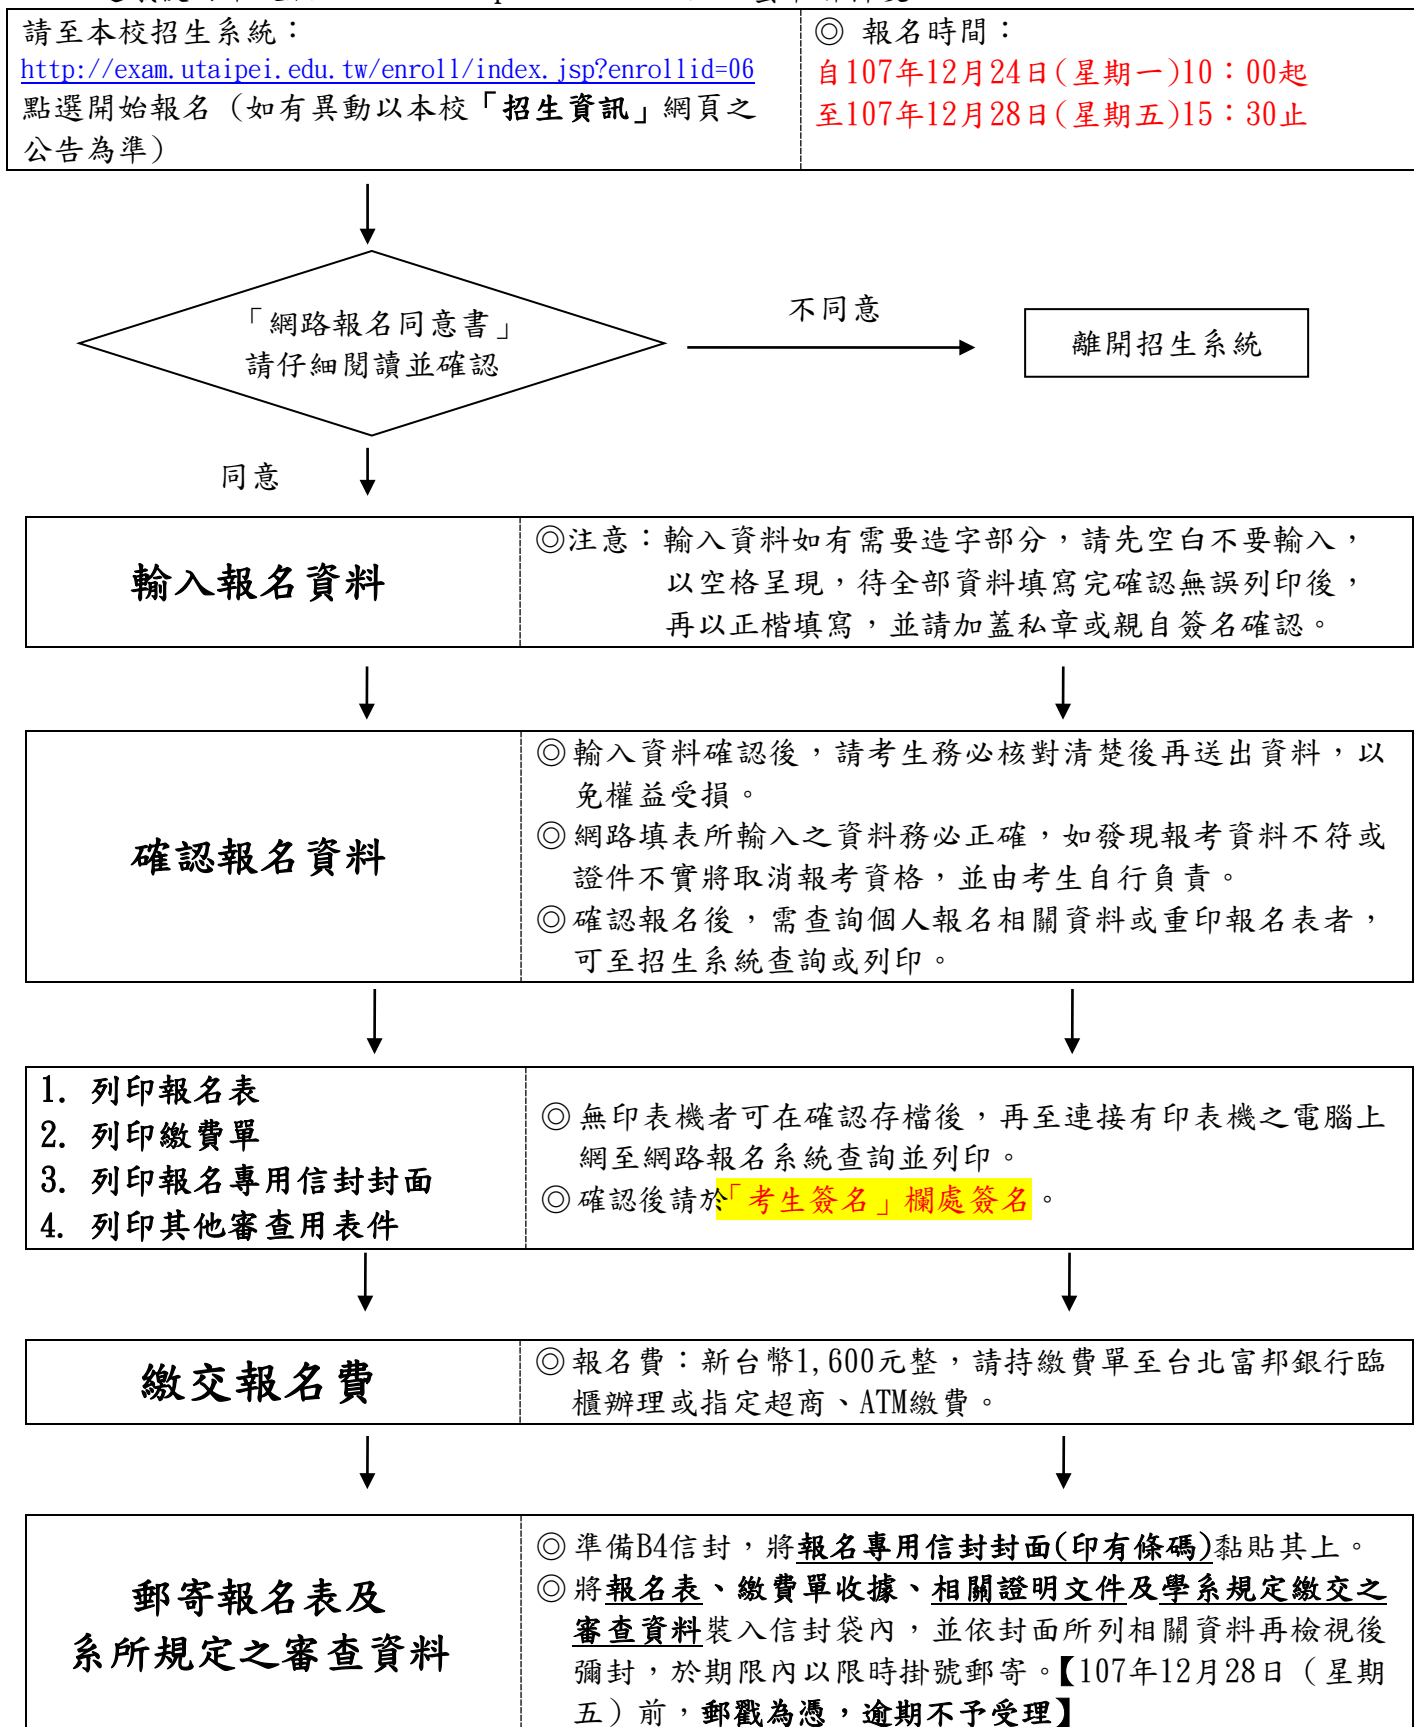 請至本校招生系統：
http://exam.utaipei.edu.tw/enroll/index.jsp?enrollid=06
點選開始報名（如有異動以本校「招生資訊」網頁之
公告為準）
◎ 報名時間：
自107年12月24日(星期一)10：00起
至107年12月28日(星期五)15：30止
「網路報名同意書」
請仔細閱讀並確認
不同意
離開招生系統
同意
輸入報名資料
◎注意：輸入資料如有需要造字部分，請先空白不要輸入，
以空格呈現，待全部資料填寫完確認無誤列印後，
再以正楷填寫，並請加蓋私章或親自簽名確認。
確認報名資料
◎輸入資料確認後，請考生務必核對清楚後再送出資料，以
免權益受損。
◎網路填表所輸入之資料務必正確，如發現報考資料不符或
證件不實將取消報考資格，並由考生自行負責。
◎確認報名後，需查詢個人報名相關資料或重印報名表者，
可至招生系統查詢或列印。
1. 列印報名表
2. 列印繳費單
3. 列印報名專用信封封面
4. 列印其他審查用表件
◎無印表機者可在確認存檔後，再至連接有印表機之電腦上
網至網路報名系統查詢並列印。
◎確認後請於「考生簽名」欄處簽名。
繳交報名費
◎報名費：新台幣1,600元整，請持繳費單至台北富邦銀行臨
櫃辦理或指定超商、ATM繳費。
郵寄報名表及
系所規定之審查資料
◎準備B4信封，將報名專用信封封面(印有條碼)黏貼其上。
◎將報名表、繳費單收據、相關證明文件及學系規定繳交之
審查資料裝入信封袋內，並依封面所列相關資料再檢視後
彌封，於期限內以限時掛號郵寄。【107年12月28日（星期
五）前，郵戳為憑，逾期不予受理】